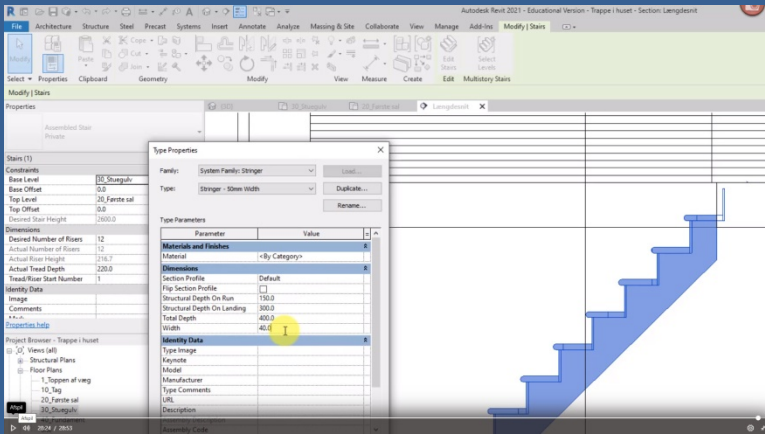 Autodesk Revit 2021 - Educational Version - Trappe i huset - Section: Længdesnit
File Architecture Structure Steel Precast Systems Insert Annotate Analyze Massing & Site Collaborate View Manage Add-Ins Modify | Stairs
Modify
Properties
Paste
Cope
Cut
Join
Edit
Stairs
Select
Levels
Select Properties Clipboard Geometry Modify View Measure Create Edit Multistory Stairs
Modify | Stairs
Properties
30_Stuegulv
20_Første sal
Længdesnit
Assembled Stair
Private
Stairs (1)
Constraints
Base Level 30_Stuegulv
Base Offset 0.0
Top Level 20_Første sal
Top Offset 0.0
Desired Stair Height 2600.0
Dimensions
Desired Number of Risers 12
Actual Number of Risers 12
Actual Riser Height 216.7
Actual Tread Depth 220.0
Tread/Riser Start Number 1
Identity Data
Image
Comments
Properties help
Project Browser - Trappe i huset
Views (all)
Structural Plans
Floor Plans
1_Toppen af væg
10_Tag
20_Første sal
30_Stuegulv
Type Properties
Family: System Family: Stringer Load...
Type: Stringer - 50mm Width Duplicate...
Rename...
Type Parameters
Parameter Value =
Materials and Finishes
Material <By Category>
Dimensions
Section Profile Default
Flip Section Profile
Structural Depth On Run 150.0
Structural Depth On Landing 300.0
Total Depth 400.0
Width 40.0
Identity Data
Type Image
Keynote
Model
Manufacturer
Type Comments
URL
Description
Assembly Description
Assembly Code
Afspil
Afspil
20:24 / 20:53